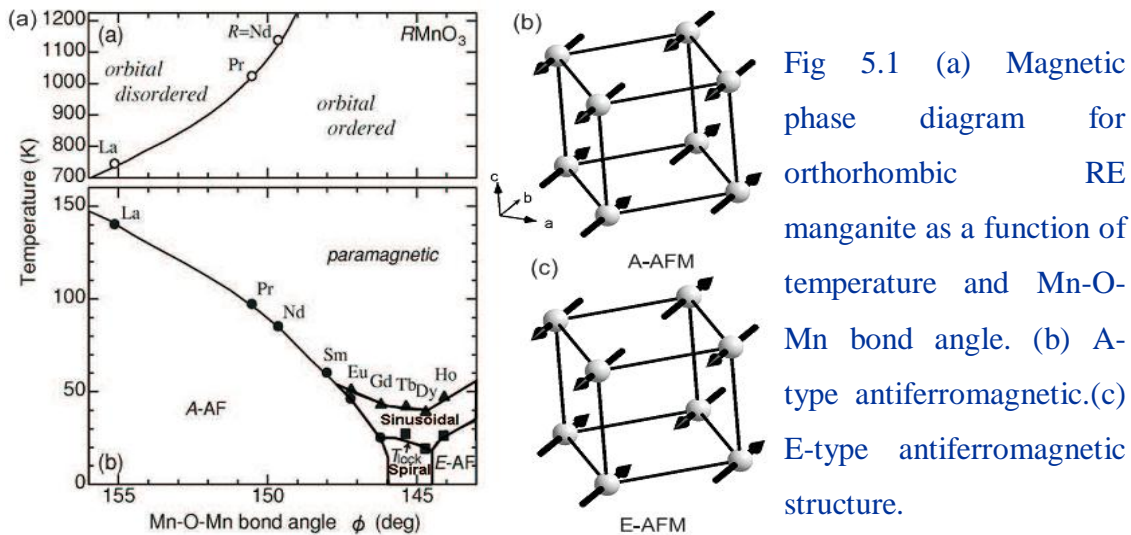 (a)
(a)
1200
1100
1000
900
800
700
R=Nd
RMnO₃
Pr
orbital
disordered
orbital
ordered
La
Temperature (K)
150
100
50
0
La
paramagnetic
Pr
Nd
Sm
Eu
Gd
Tb
Dy
Ho
A-AF
Sinusoidal
Tlock
Spiral
E-AF
(b)
155
150
145
Mn-O-Mn bond angle ϕ (deg)
(b)
c
b
a
A-AFM
(c)
E-AFM
Fig 5.1 (a) Magnetic
phase diagram for
orthorhombic RE
manganite as a function of
temperature and Mn-O-
Mn bond angle. (b) A-
type antiferromagnetic.(c)
E-type antiferromagnetic
structure.